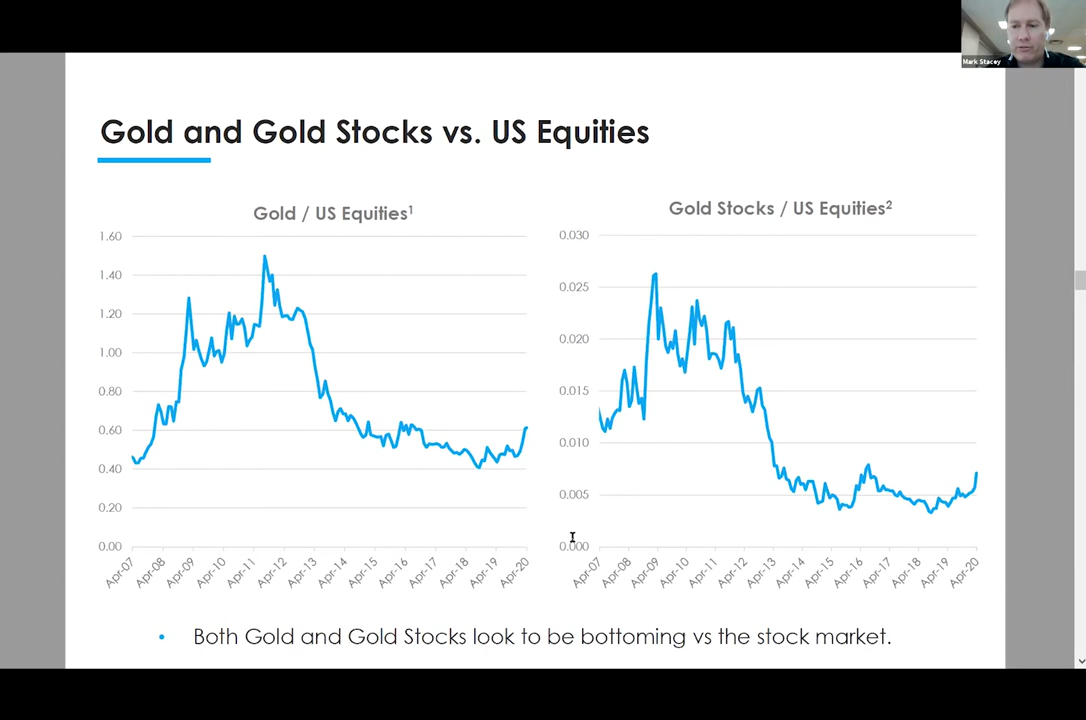 Mark Stacey
Gold and Gold Stocks vs. US Equities
Gold / US Equities¹
1.60
1.40
1.20
1.00
0.80
0.60
0.40
0.20
0.00
Apr-07
Apr-08
Apr-09
Apr-10
Apr-11
Apr-12
Apr-13
Apr-14
Apr-15
Apr-16
Apr-17
Apr-18
Apr-19
Apr-20
Gold Stocks / US Equities²
0.030
0.025
0.020
0.015
0.010
0.005
0.000
Apr-07
Apr-08
Apr-09
Apr-10
Apr-11
Apr-12
Apr-13
Apr-14
Apr-15
Apr-16
Apr-17
Apr-18
Apr-19
Apr-20
• Both Gold and Gold Stocks look to be bottoming vs the stock market.